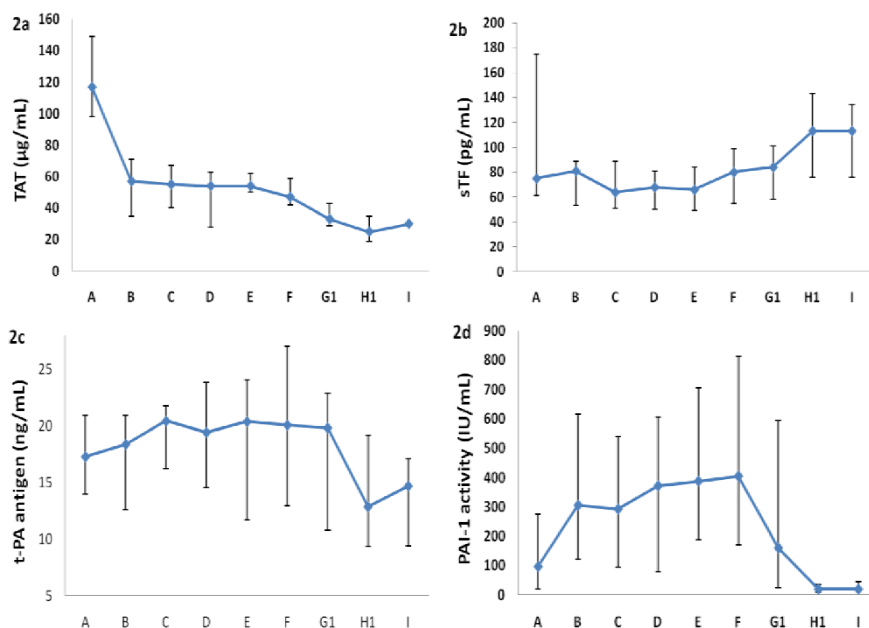 2a
TAT (µg/mL)
160
140
120
100
80
60
40
20
0
A B C D E F G1 H1 I
2b
sTF (pg/mL)
200
180
160
140
120
100
80
60
40
20
0
A B C D E F G1 H1 I
2c
t-PA antigen (ng/mL)
25
20
15
10
5
A B C D E F G1 H1 I
2d
PAI-1 activity (IU/mL)
900
800
700
600
500
400
300
200
100
0
A B C D E F G1 H1 I